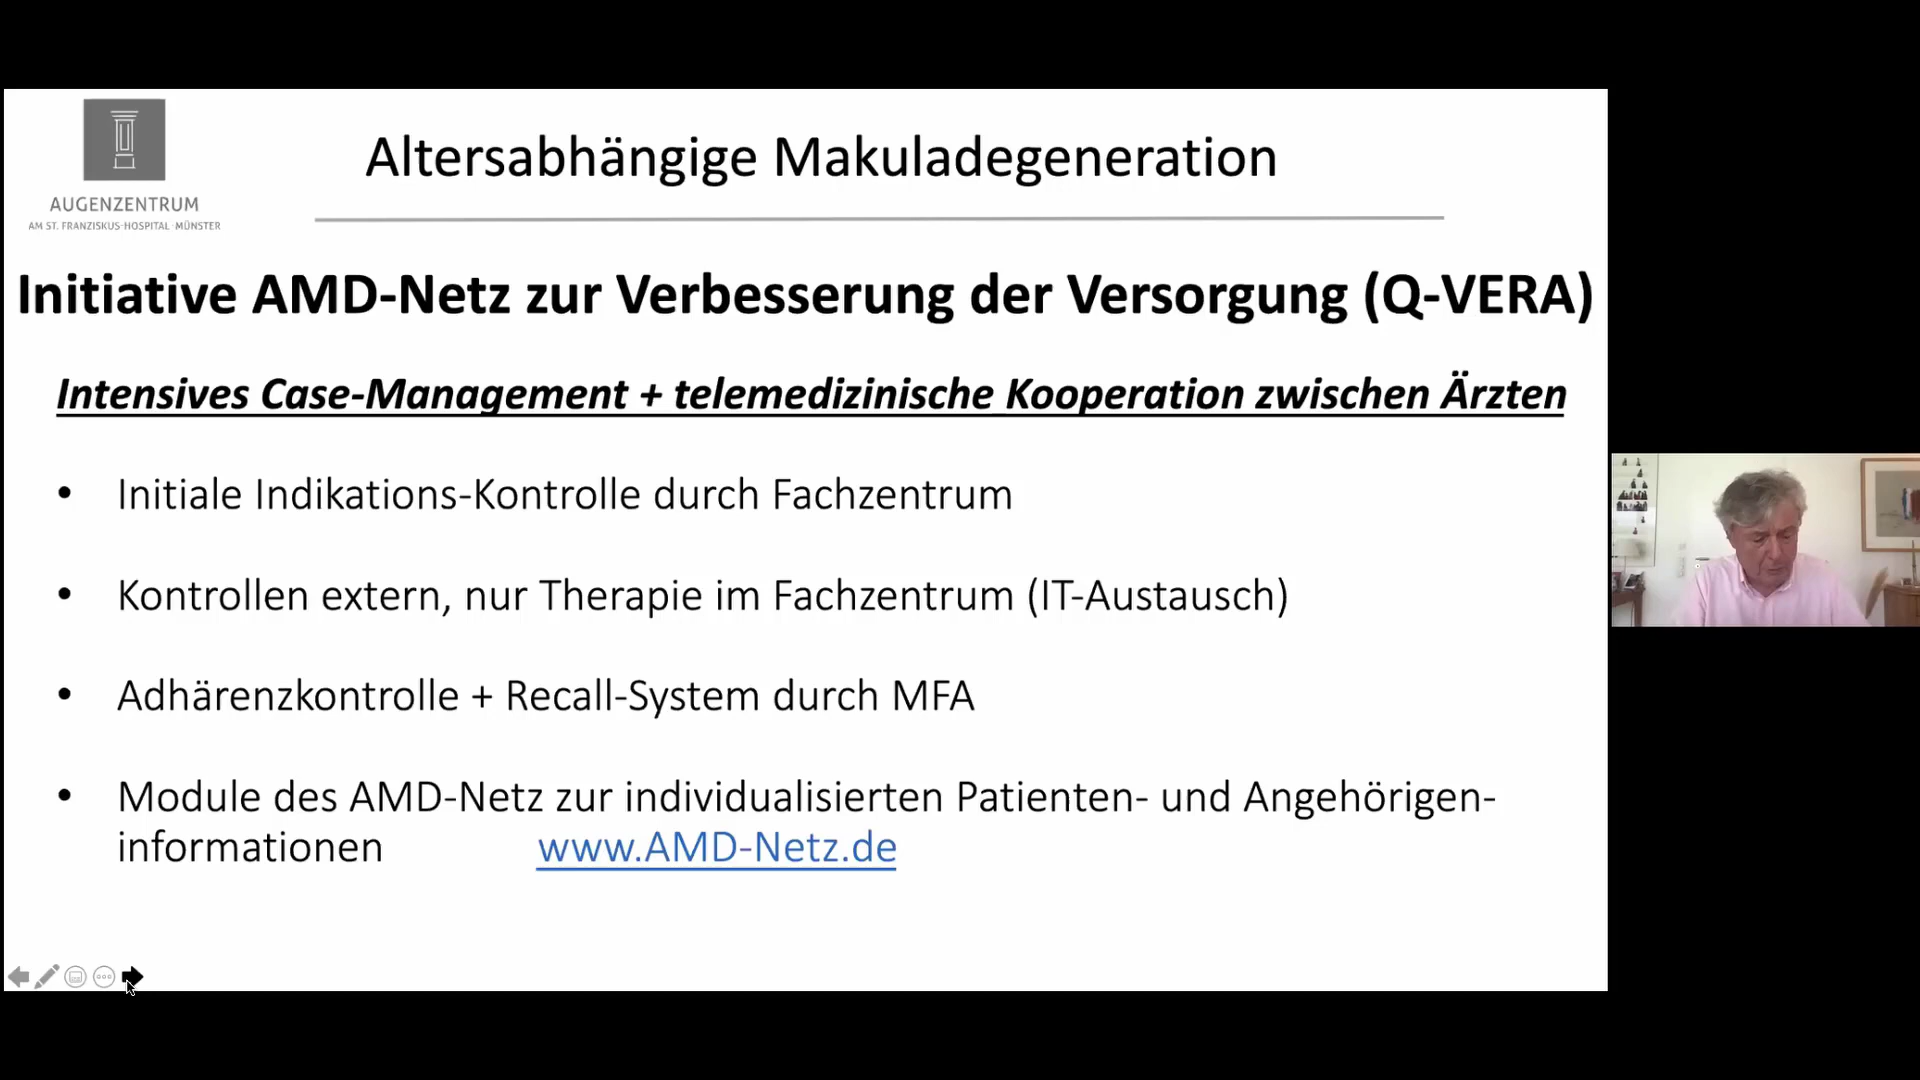 AUGENZENTRUM
AM ST. FRANZISKUS-HOSPITAL MÜNSTER
Altersabhängige Makuladegeneration
Initiative AMD-Netz zur Verbesserung der Versorgung (Q-VERA)
Intensives Case-Management + telemedizinische Kooperation zwischen Ärzten
• Initiale Indikations-Kontrolle durch Fachzentrum
• Kontrollen extern, nur Therapie im Fachzentrum (IT-Austausch)
• Adhärenzkontrolle + Recall-System durch MFA
• Module des AMD-Netz zur individualisierten Patienten- und Angehörigen-
informationen www.AMD-Netz.de